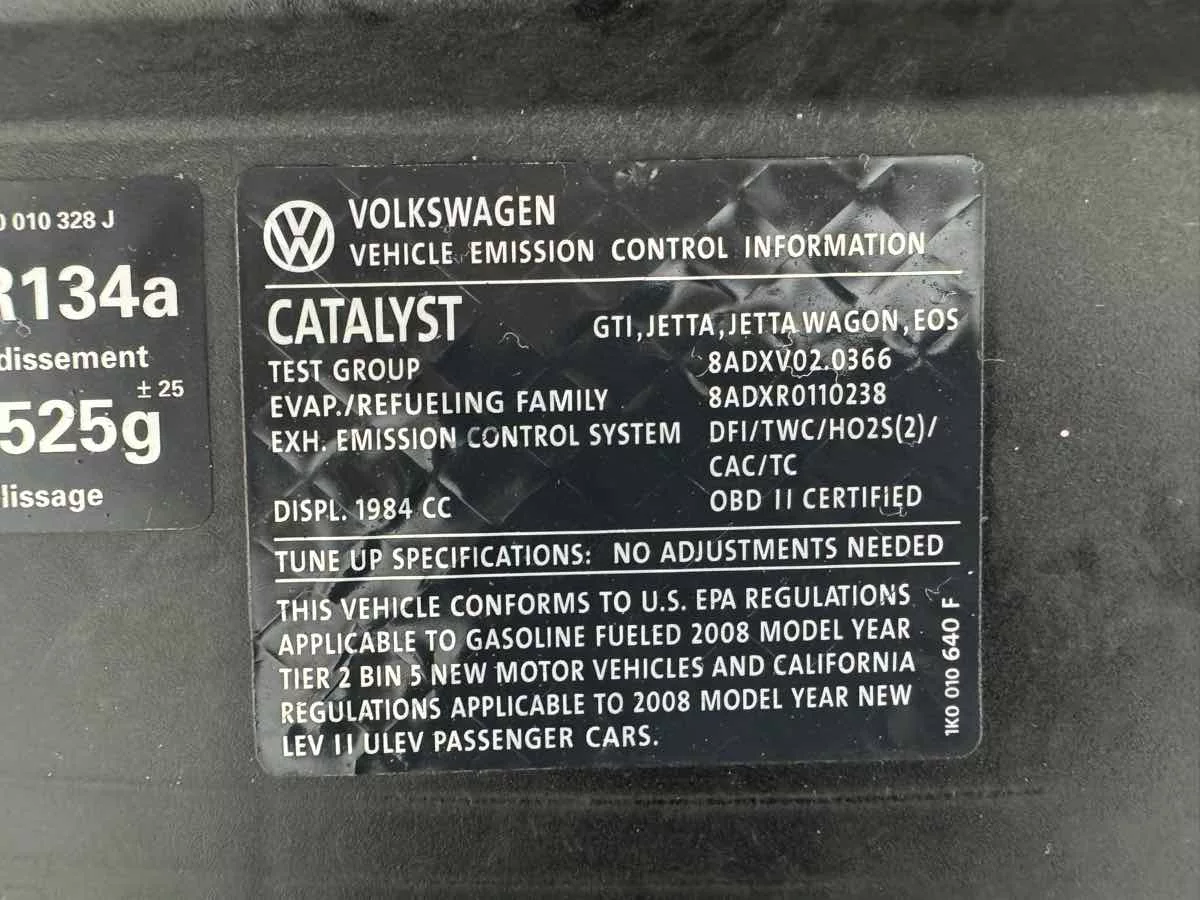 010 328 J
R134a
dissement
± 25
525g
lissage
VOLKSWAGEN
VEHICLE EMISSION CONTROL INFORMATION
CATALYST GTI, JETTA, JETTA WAGON, EOS
TEST GROUP 8ADXV02.0366
EVAP./REFUELING FAMILY 8ADXR0110238
EXH. EMISSION CONTROL SYSTEM DFI/TWC/HO2S(2)/
CAC/TC
DISPL. 1984 CC OBD II CERTIFIED
TUNE UP SPECIFICATIONS: NO ADJUSTMENTS NEEDED
THIS VEHICLE CONFORMS TO U.S. EPA REGULATIONS
APPLICABLE TO GASOLINE FUELED 2008 MODEL YEAR
TIER 2 BIN 5 NEW MOTOR VEHICLES AND CALIFORNIA
REGULATIONS APPLICABLE TO 2008 MODEL YEAR NEW
LEV II ULEV PASSENGER CARS.
1K0 010 640 F